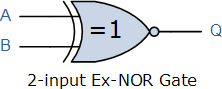 A
=1
Q
B
2-input Ex-NOR Gate